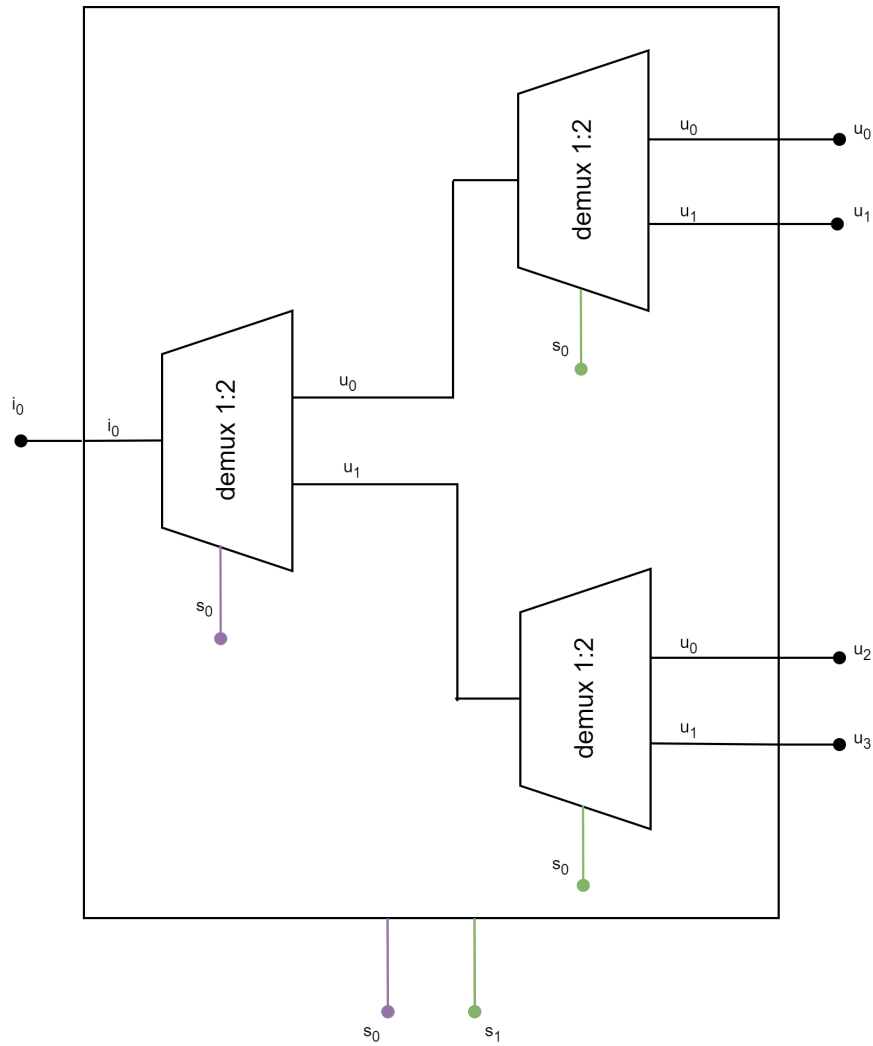 demux 1:2
u₀
u₀
u₁
u₁
s₀
i₀
i₀
demux 1:2
u₀
u₁
s₀
demux 1:2
u₀
u₂
u₁
u₃
s₀
s₀
s₁